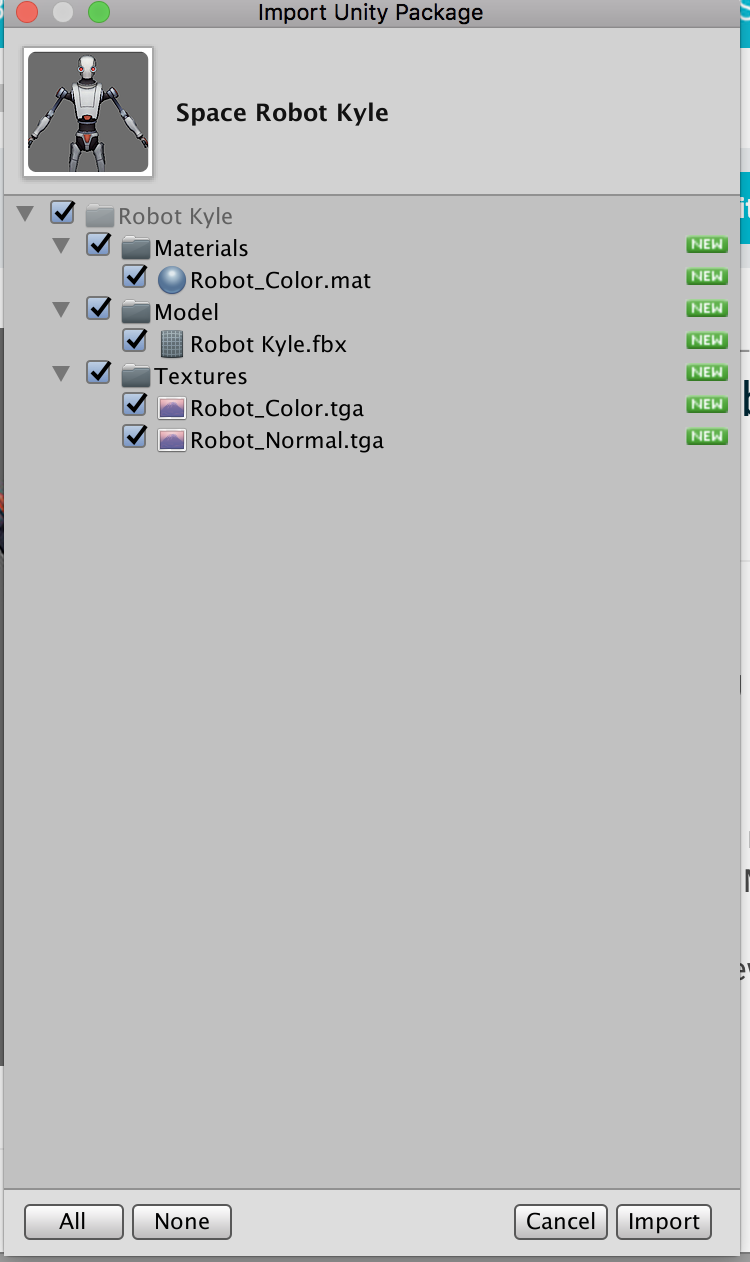 Import Unity Package
Space Robot Kyle
Robot Kyle
Materials NEW
Robot_Color.mat NEW
Model NEW
Robot Kyle.fbx NEW
Textures NEW
Robot_Color.tga NEW
Robot_Normal.tga NEW
All None Cancel Import